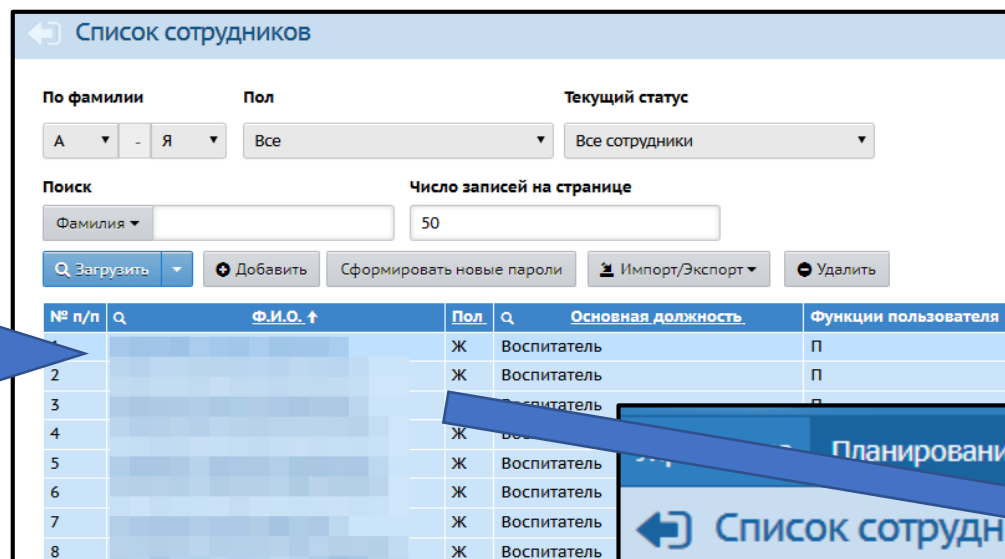 Список сотрудников
По фамилии Пол Текущий статус
А - Я Все Все сотрудники
Поиск Число записей на странице
Фамилия 50
Загрузить Добавить Сформировать новые пароли Импорт/Экспорт Удалить
№ п/п Ф.И.О. Пол Основная должность Функции пользователя
Ж Воспитатель П
2 Ж Воспитатель П
3 Воспитатель П
4 Ж
5 Ж Воспитатель
6 Ж Воспитатель
7 Ж Воспитатель
8 Ж Воспитатель
Планировани
Список сотрудн